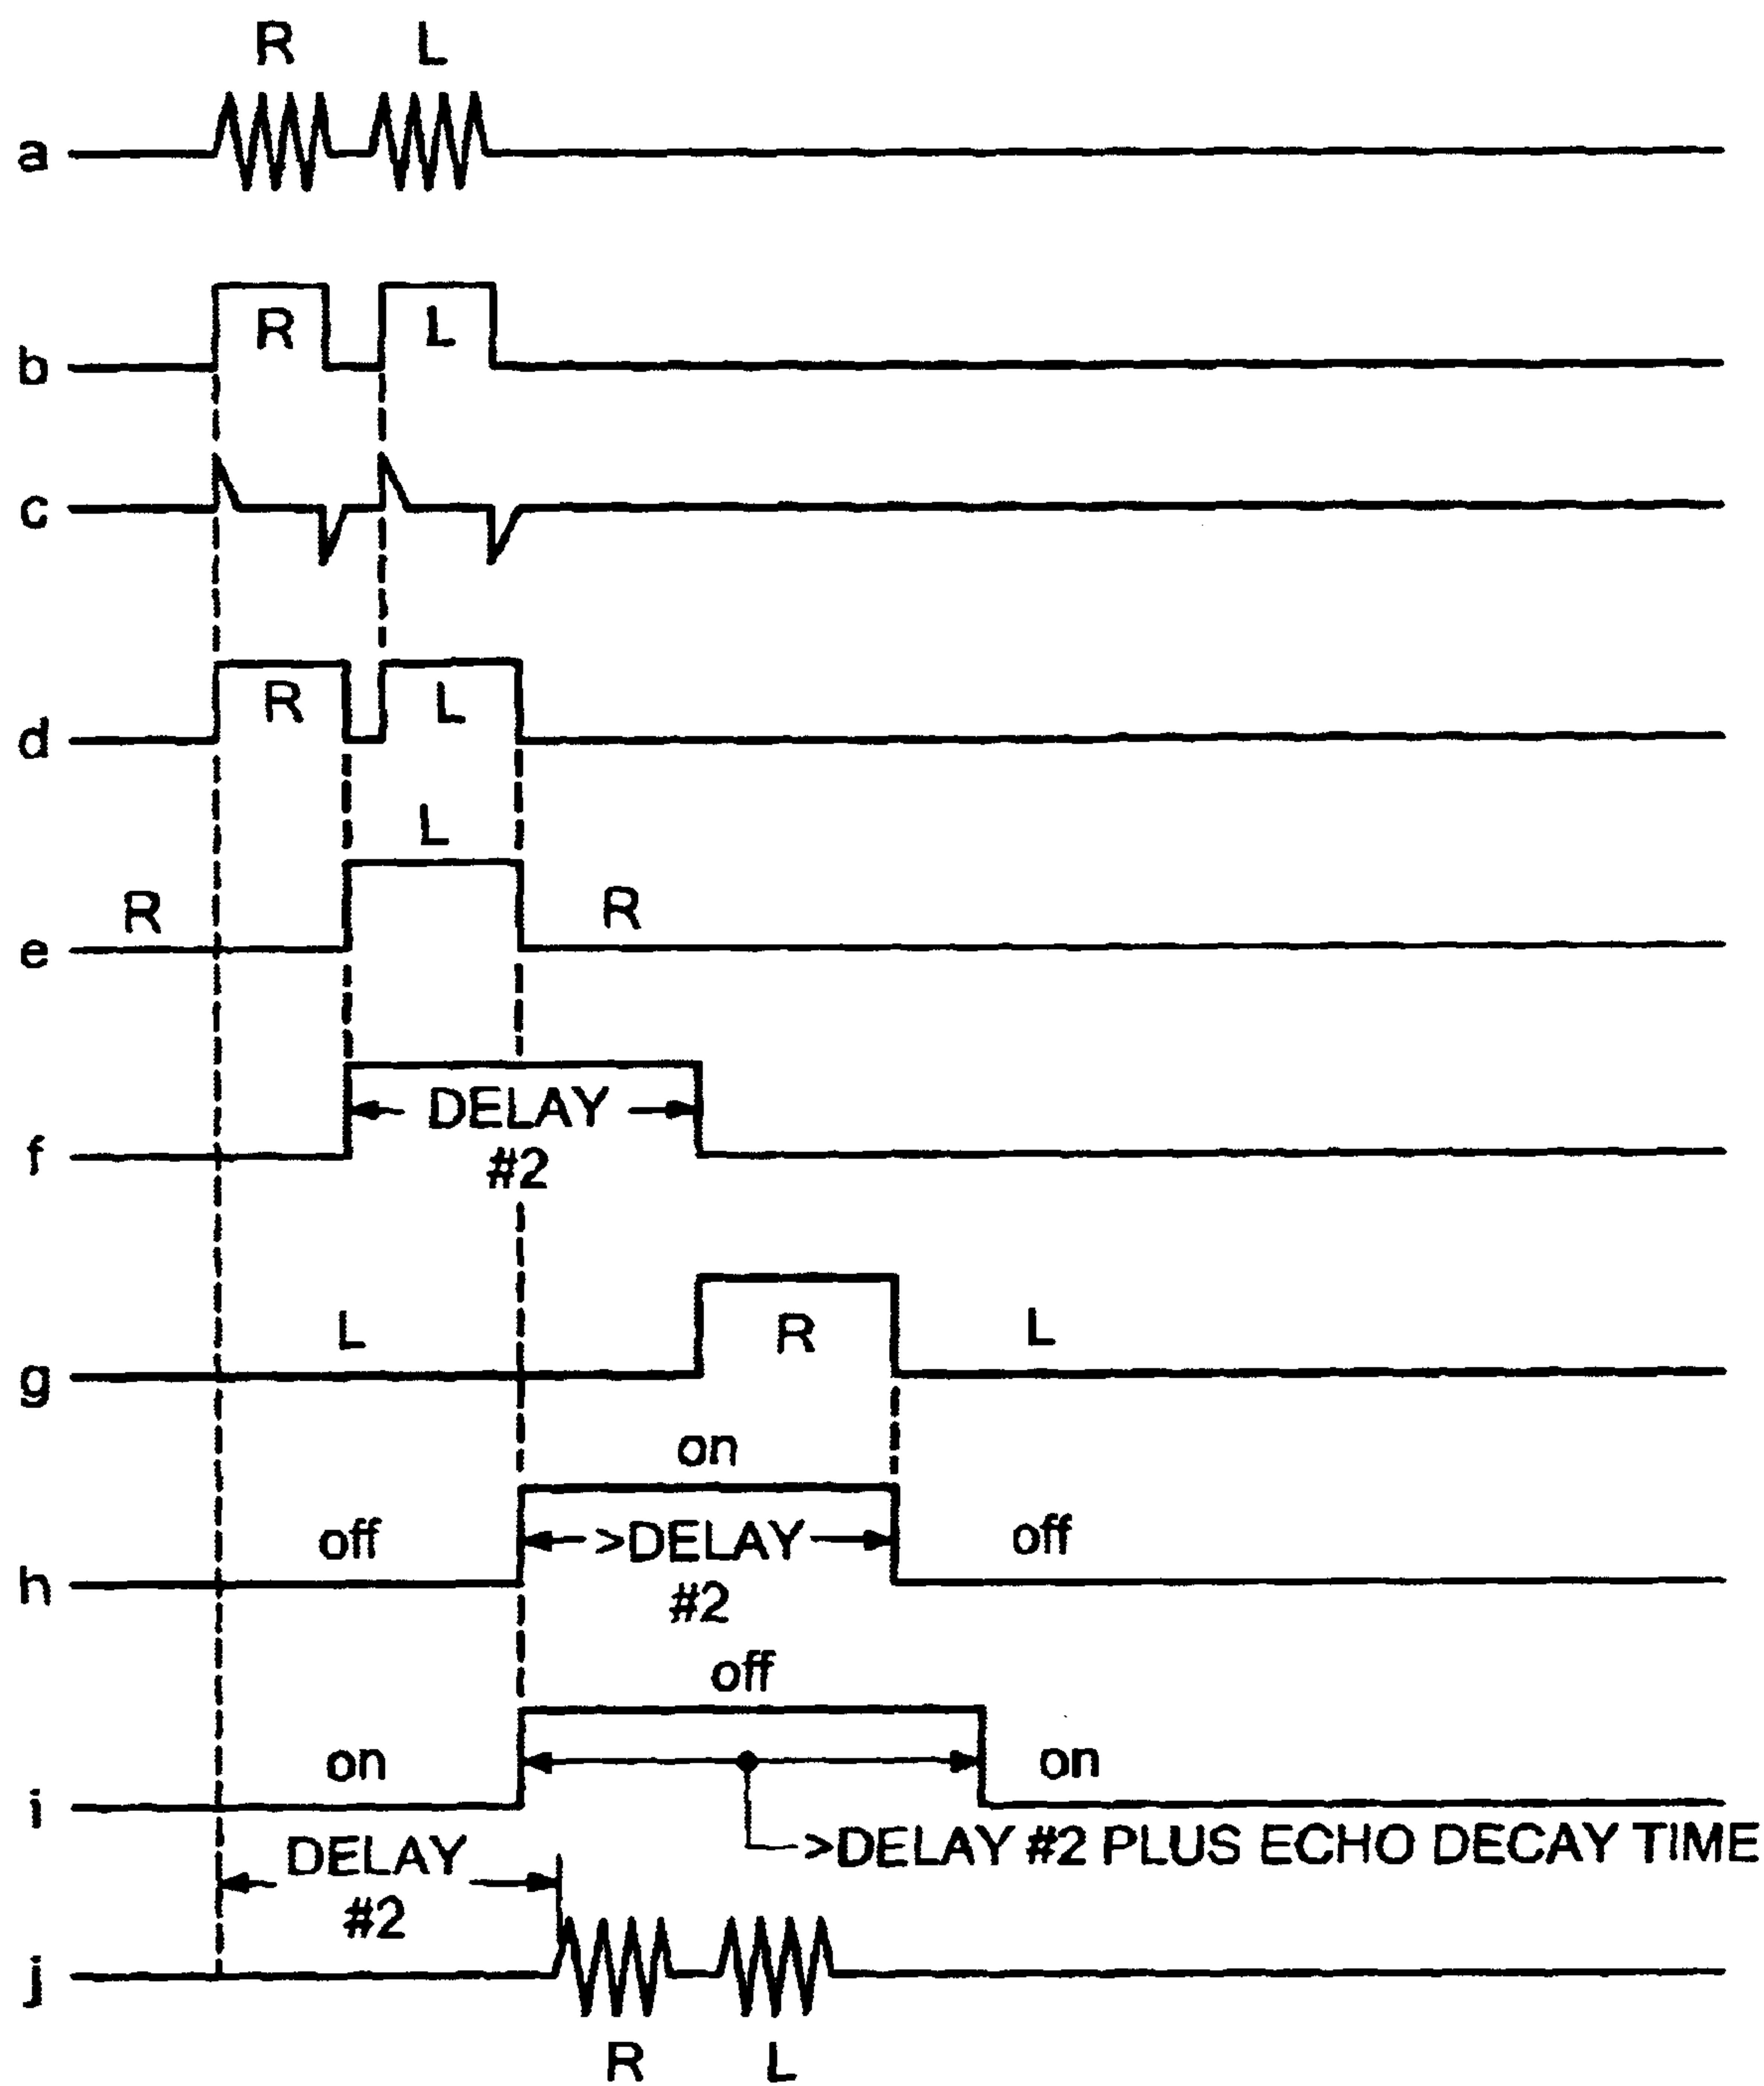 R L
a
R L
b
c
R L
d
L
R R
e
DELAY
#2
f
L R L
g
on
off >DELAY off
#2
h
off
on on
i
>DELAY #2 PLUS ECHO DECAY TIME
DELAY
#2
j
R L